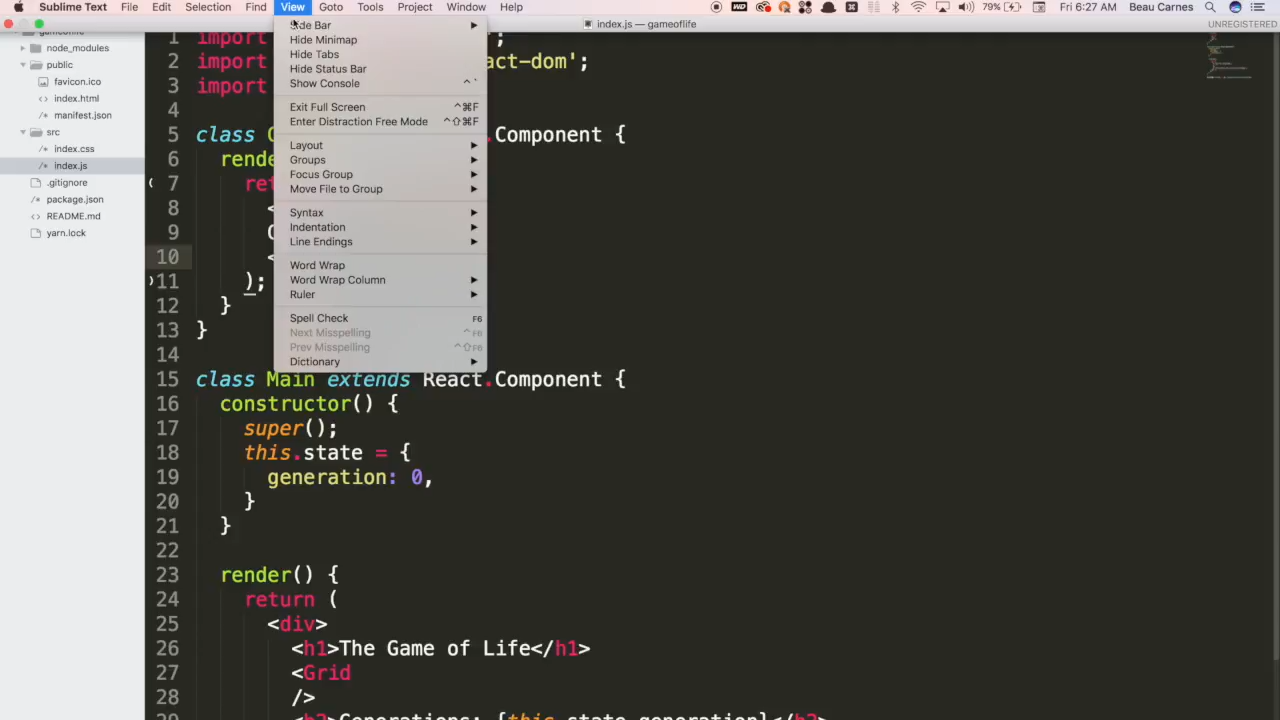 Sublime Text File Edit Selection Find View Goto Tools Project Window Help 79% Fri 6:27 AM Beau Carnes
index.js — gameoflife UNREGISTERED
gameoflife
node_modules
public
favicon.ico
<> index.html
/* manifest.json
src
/* index.css
/* index.js
.gitignore
/* package.json
<> README.md
yarn.lock
Side Bar
Hide Minimap
Hide Tabs
Hide Status Bar
Show Console ^`
Exit Full Screen ^⌘F
Enter Distraction Free Mode ^⇧⌘F
Layout
Groups
Focus Group
Move File to Group
Syntax
Indentation
Line Endings
Word Wrap
Word Wrap Column
Ruler
Spell Check F6
Next Misspelling ^F6
Prev Misspelling ^⇧F6
Dictionary
1 import ';
2 import act-dom';
3 import
4
5 class .Component {
6 rende
7 ret
8 <
9
10 <
11 );
12 }
13 }
14
15 class Main extends React.Component {
16 constructor() {
17 super();
18 this.state = {
19 generation: 0,
20 }
21 }
22
23 render() {
24 return (
25 <div>
26 <h1>The Game of Life</h1>
27 <Grid
28 />
29 <h2>Generations: {this.state.generation}</h2>